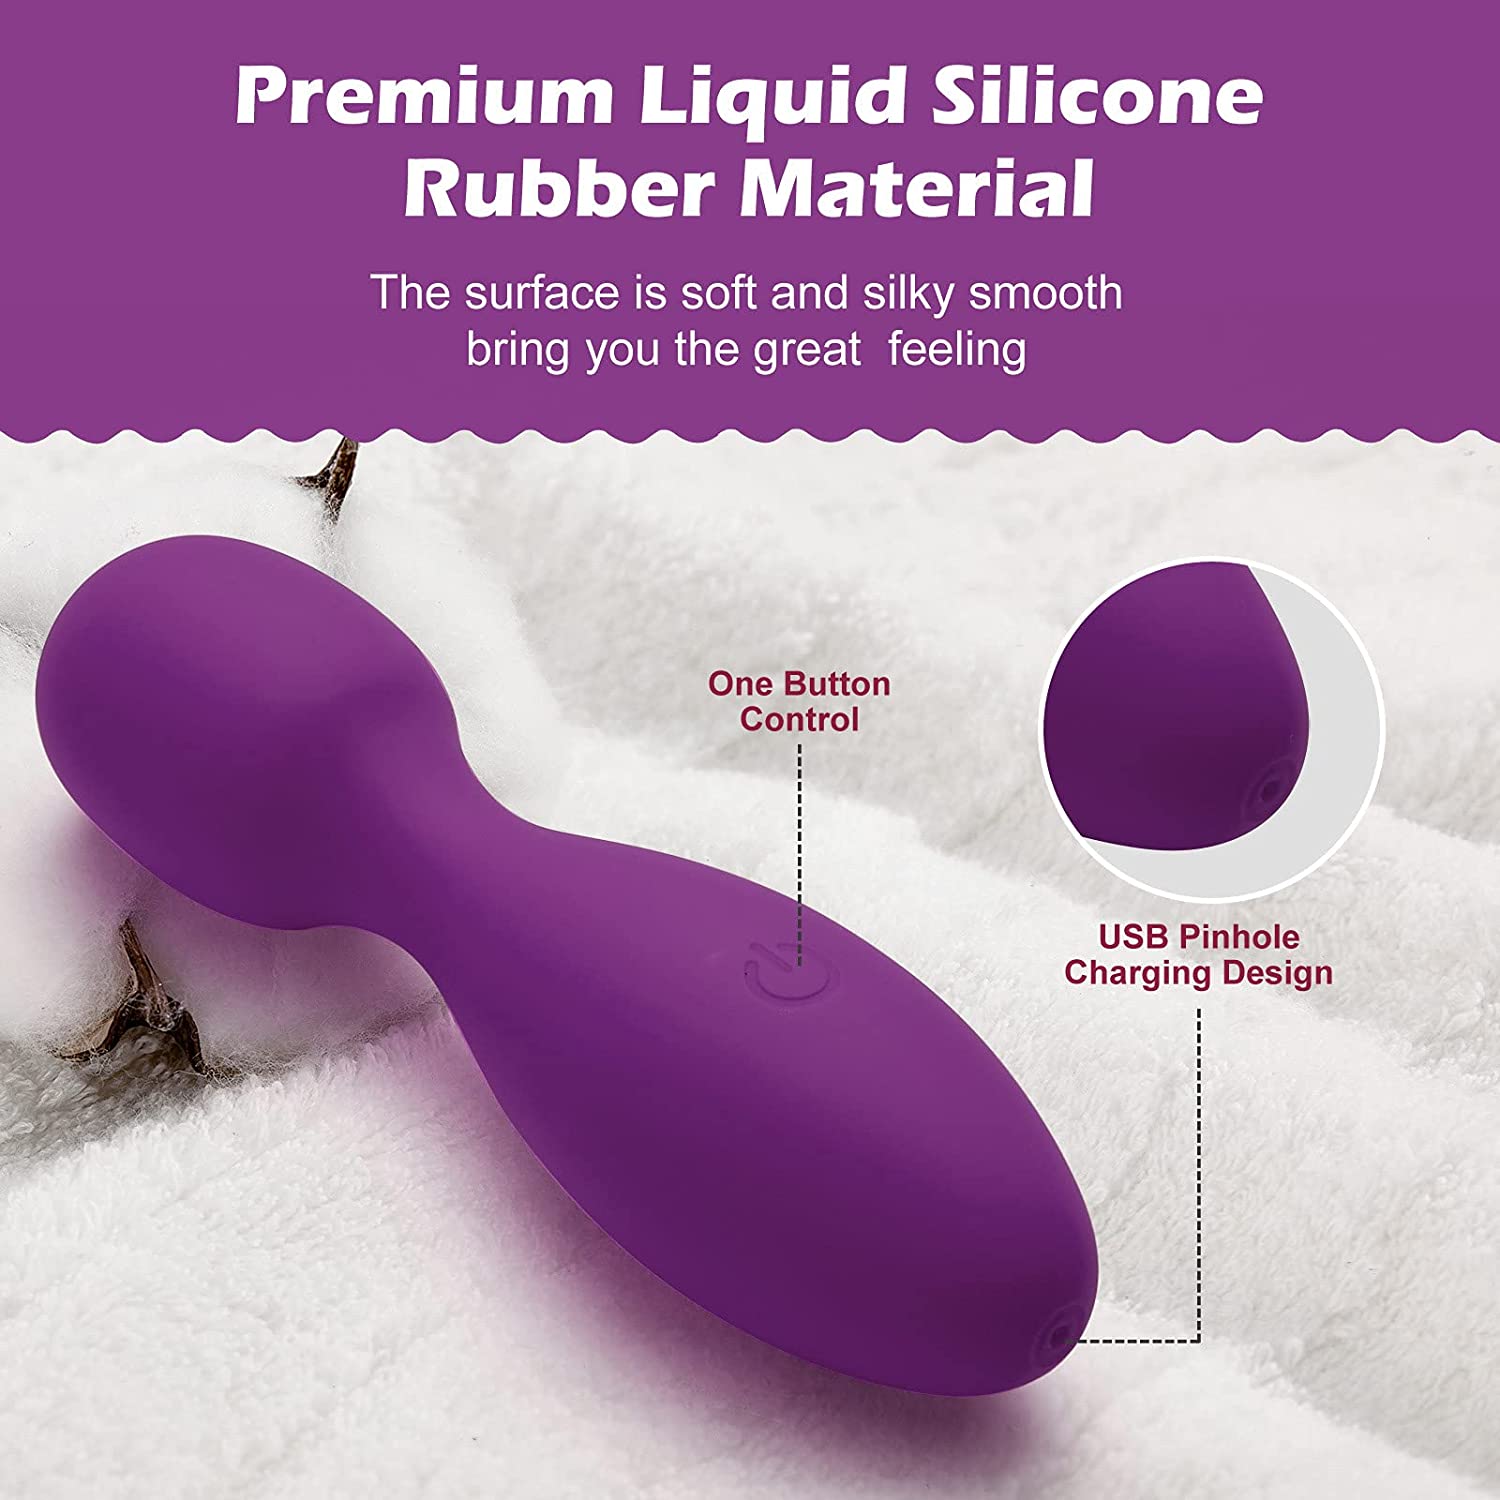 Premium Liquid Silicone
Rubber Material
The surface is soft and silky smooth
bring you the great feeling
One Button
Control
USB Pinhole
Charging Design